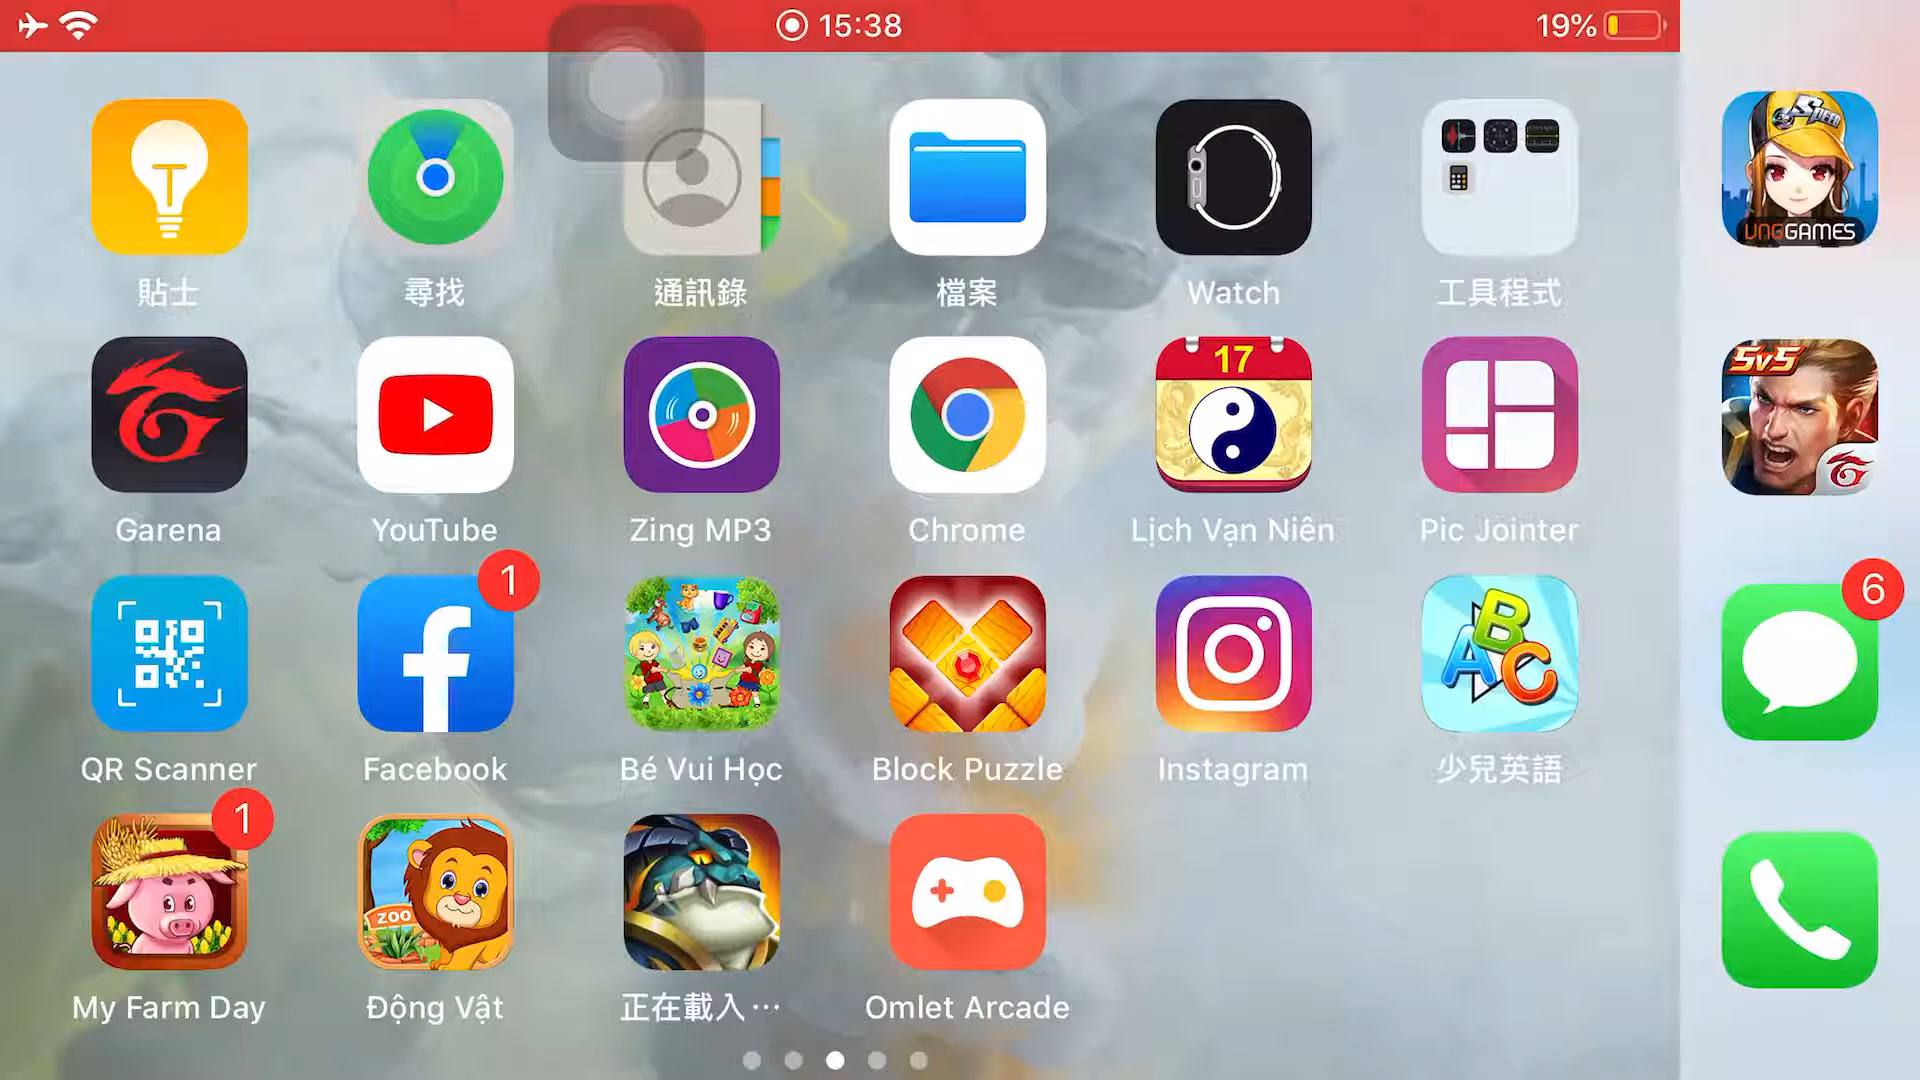 15:38
19%
SPEED
VNGGAMES
貼士
尋找
通訊錄
檔案
Watch
工具程式
17
5v5
Garena
YouTube
Zing MP3
Chrome
Lịch Vạn Niên
Pic Jointer
1
6
ABC
QR Scanner
Facebook
Bé Vui Học
Block Puzzle
Instagram
少兒英語
1
ZOO
My Farm Day
Động Vật
正在載入…
Omlet Arcade